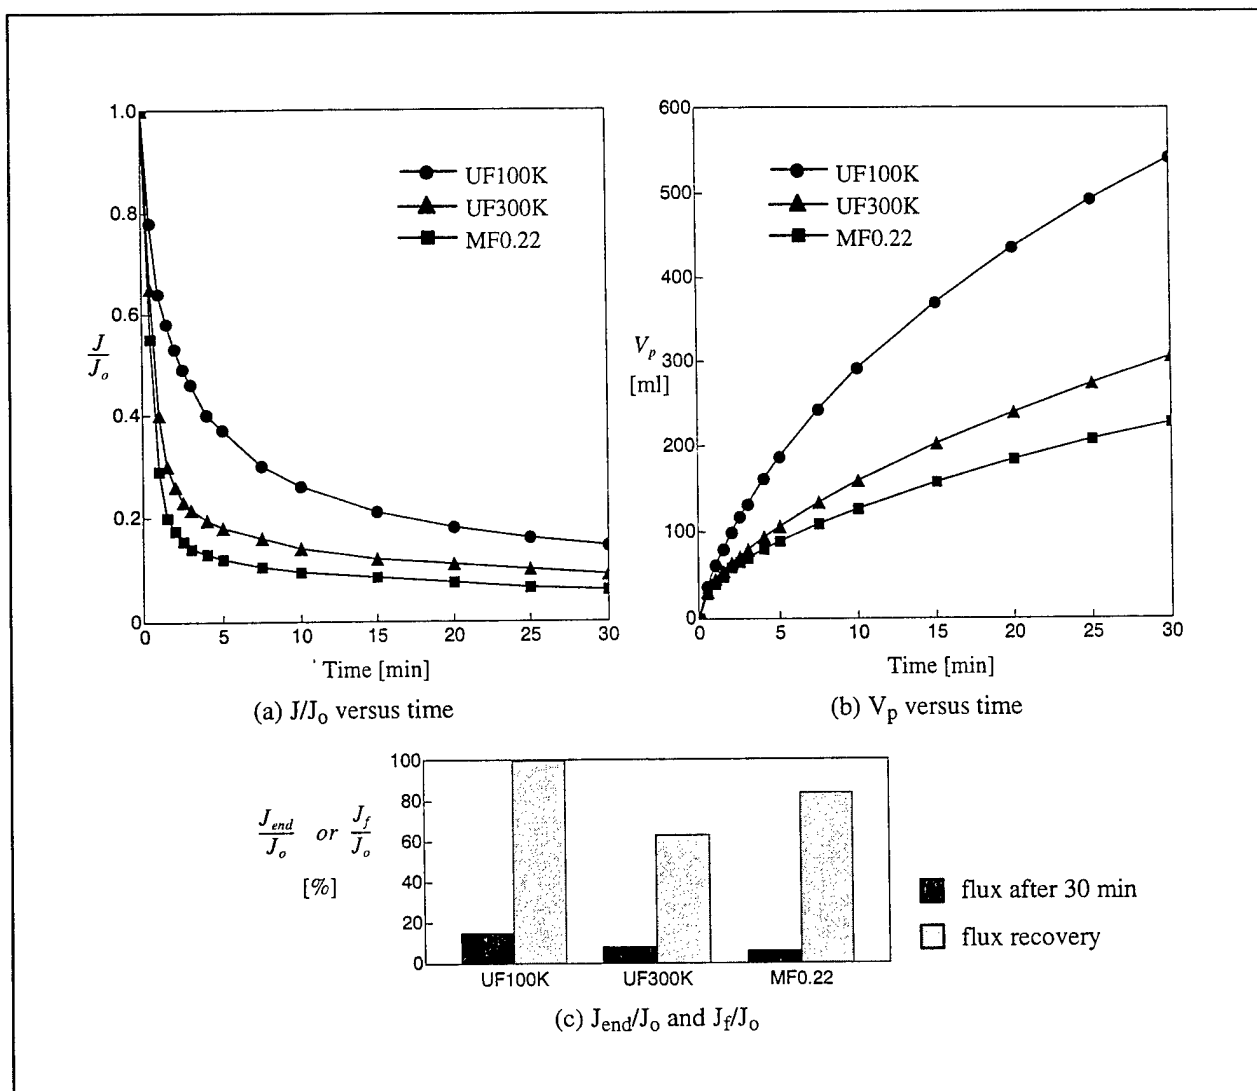 1.0
0.8
0.6
0.4
0.2
0
J
J_o
UF100K
UF300K
MF0.22
0 5 10 15 20 25 30
Time [min]
(a) J/J_o versus time
600
500
400
300
200
100
0
V_p
[ml]
UF100K
UF300K
MF0.22
0 5 10 15 20 25 30
Time [min]
(b) V_p versus time
100
80
60
40
20
0
J_end/J_o or J_f/J_o
[%]
UF100K UF300K MF0.22
flux after 30 min
flux recovery
(c) J_end/J_o and J_f/J_o